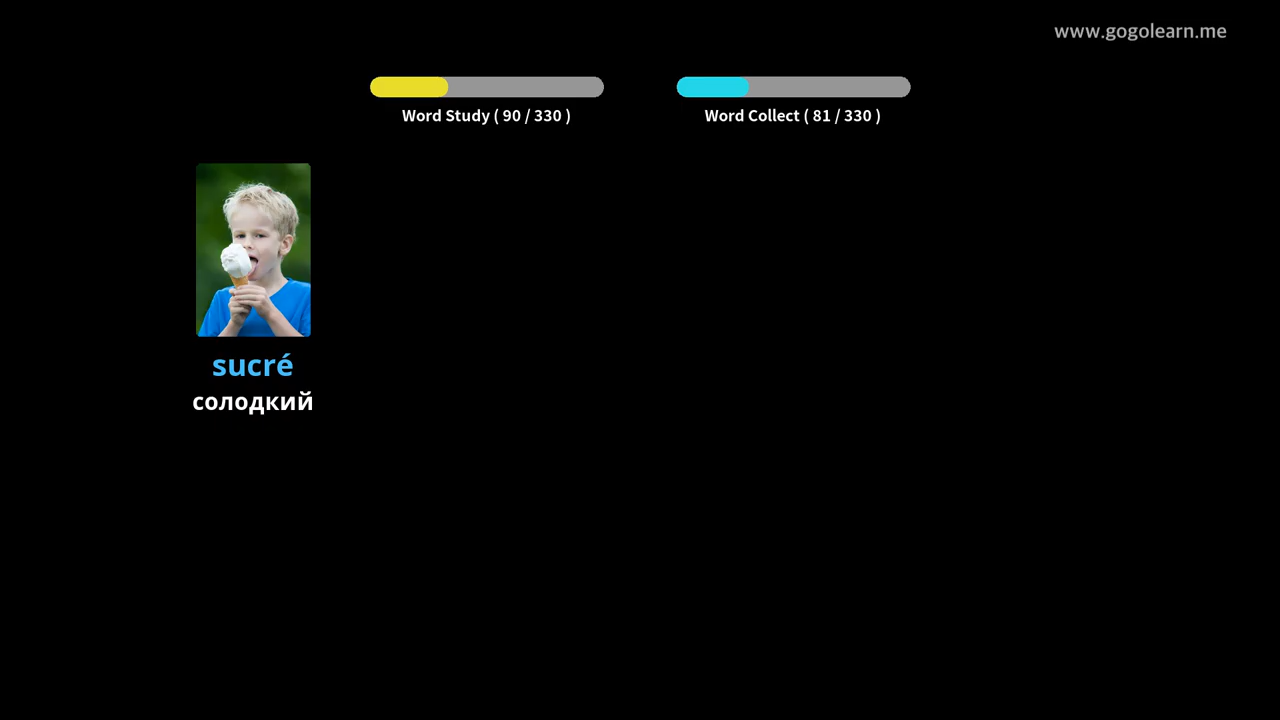 www.gogolearn.me
Word Study ( 90 / 330 )
Word Collect ( 81 / 330 )
sucré
солодкий